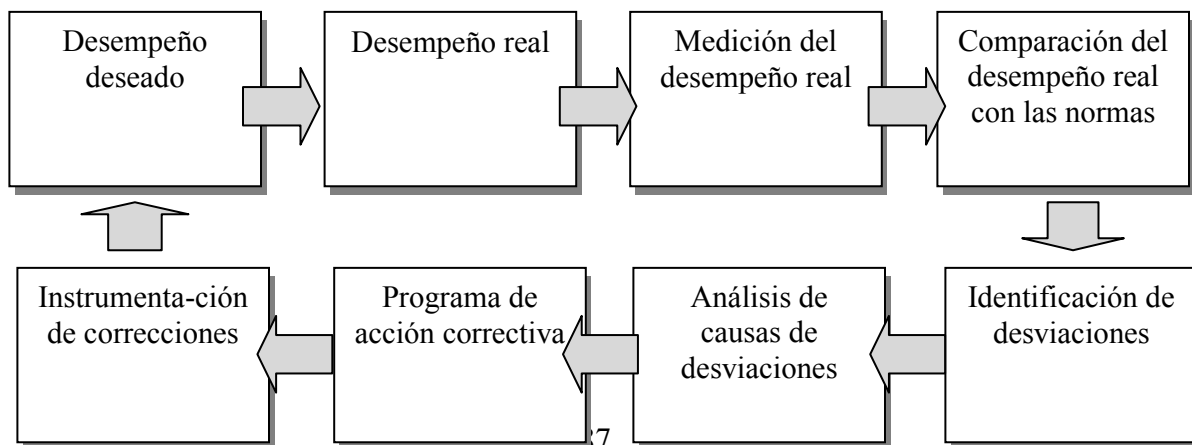 Desempeño
deseado
Desempeño real
Medición del
desempeño real
Comparación del
desempeño real
con las normas
Identificación de
desviaciones
Análisis de
causas de
desviaciones
Programa de
acción correctiva
Instrumenta-ción
de correcciones